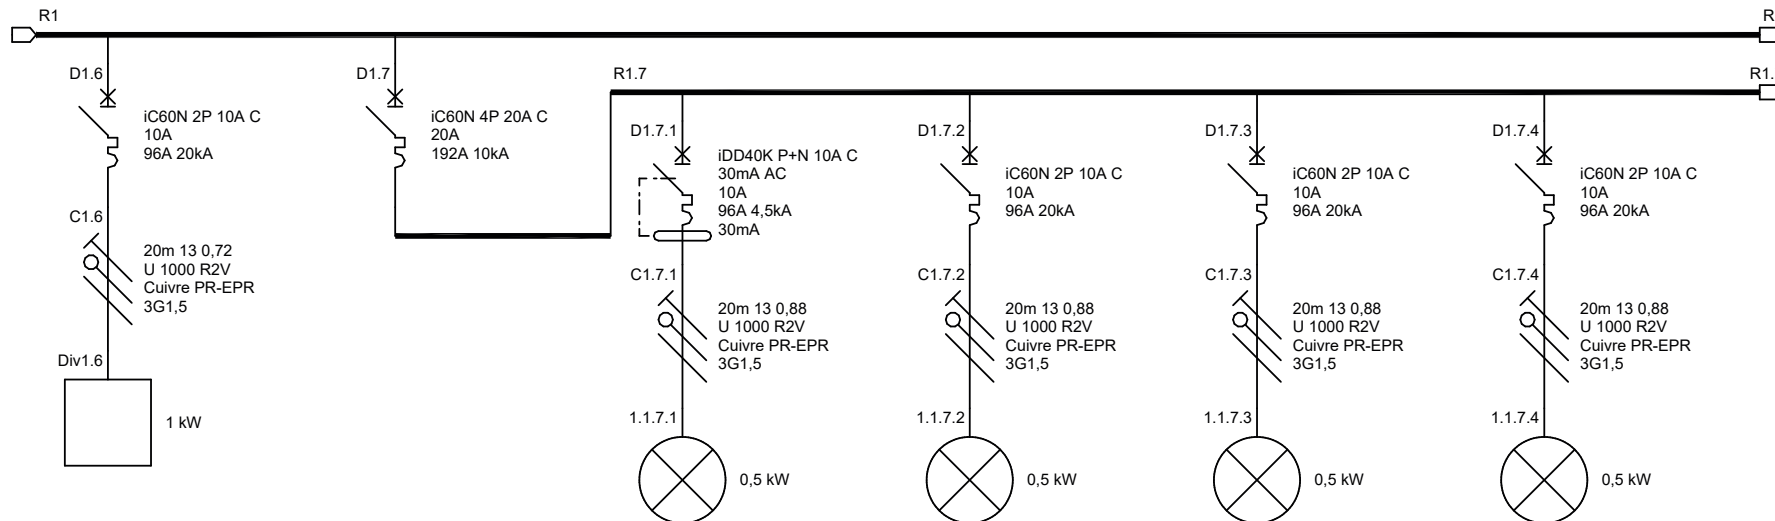 R1
R
D1.6
iC60N 2P 10A C
10A
96A 20kA
C1.6
20m 13 0,72
U 1000 R2V
Cuivre PR-EPR
3G1,5
Div1.6
1 kW
D1.7
iC60N 4P 20A C
20A
192A 10kA
R1.7
R1.
D1.7.1
iDD40K P+N 10A C
30mA AC
10A
96A 4,5kA
30mA
C1.7.1
20m 13 0,88
U 1000 R2V
Cuivre PR-EPR
3G1,5
1.1.7.1
0,5 kW
D1.7.2
iC60N 2P 10A C
10A
96A 20kA
C1.7.2
20m 13 0,88
U 1000 R2V
Cuivre PR-EPR
3G1,5
1.1.7.2
0,5 kW
D1.7.3
iC60N 2P 10A C
10A
96A 20kA
C1.7.3
20m 13 0,88
U 1000 R2V
Cuivre PR-EPR
3G1,5
1.1.7.3
0,5 kW
D1.7.4
iC60N 2P 10A C
10A
96A 20kA
C1.7.4
20m 13 0,88
U 1000 R2V
Cuivre PR-EPR
3G1,5
1.1.7.4
0,5 kW